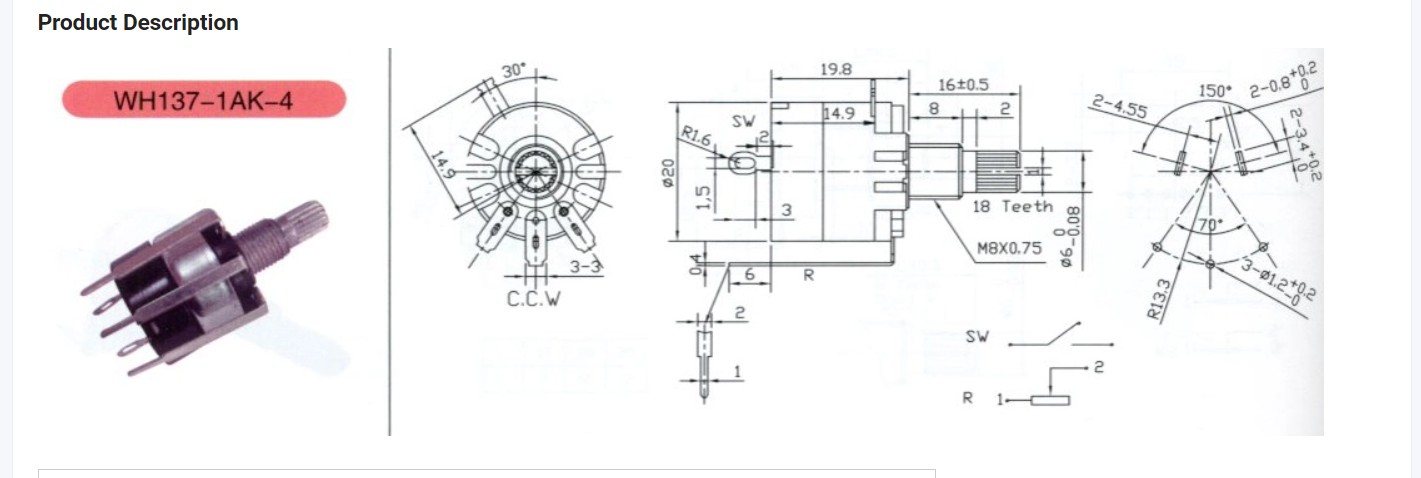 Product Description
WH137-1AK-4
30°
14.9
3-3
C.C.W
19.8
16±0.5
14.9
8
2
SW
R1.6
2
ø20
1,5
3
1
18 Teeth
M8X0.75
ø6 0 -0.08
0.4
6
R
2
1
SW
R
1
2
2-4.55
150°
2-0.8 +0.2 0
2-3.4 +0.2 0
70°
R13.3
3-ø1.2 +0.2 -0